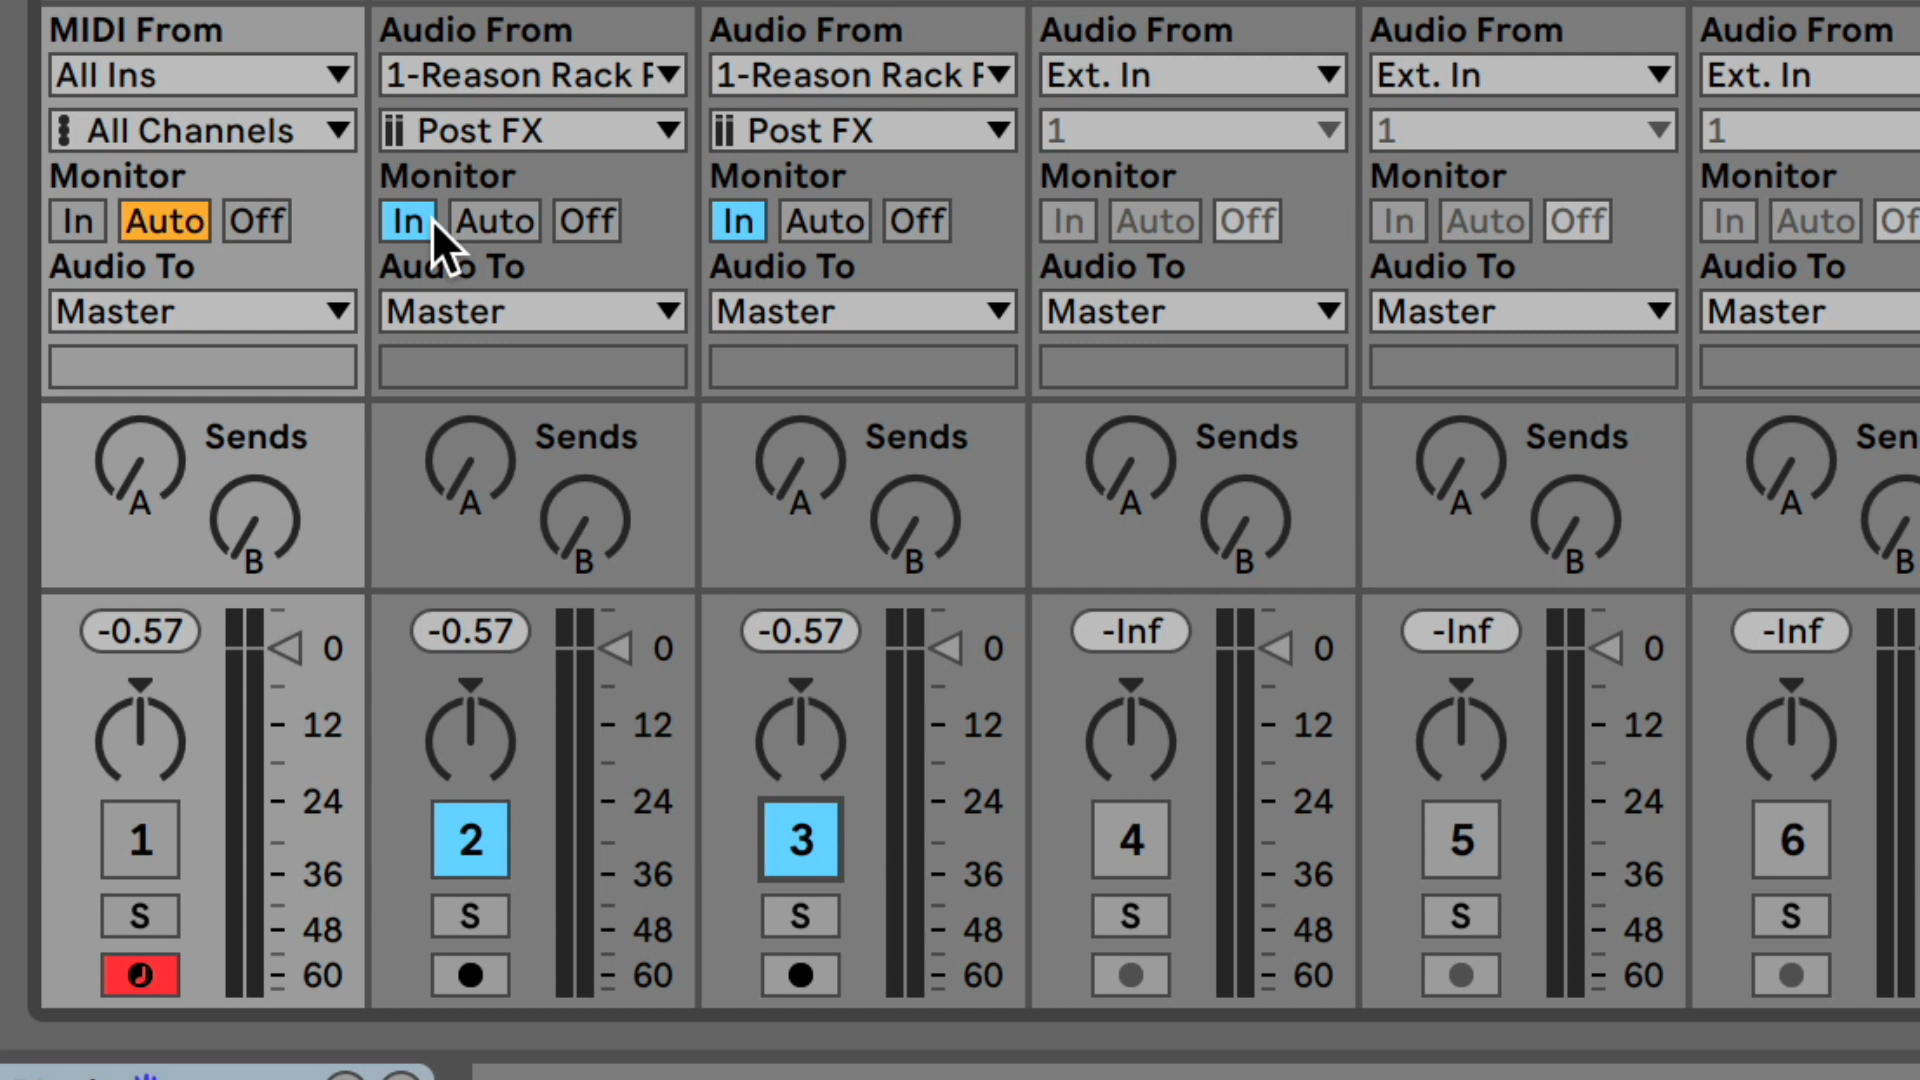 MIDI From Audio From Audio From Audio From Audio From Audio From
All Ins 1-Reason Rack F 1-Reason Rack F Ext. In Ext. In Ext. In
All Channels Post FX Post FX 1 1 1
Monitor Monitor Monitor Monitor Monitor Monitor
In Auto Off In Auto Off In Auto Off In Auto Off In Auto Off In Auto Of
Audio To Audio To Audio To Audio To Audio To Audio To
Master Master Master Master Master Master
Sends Sends Sends Sends Sends Sen
A A A A A A
B B B B B B
-0.57 0 -0.57 0 -0.57 0 -Inf 0 -Inf 0 -Inf
12 12 12 12 12
24 24 24 24 24
1 2 3 4 5 6
36 36 36 36 36
S S S S S S
48 48 48 48 48
60 60 60 60 60